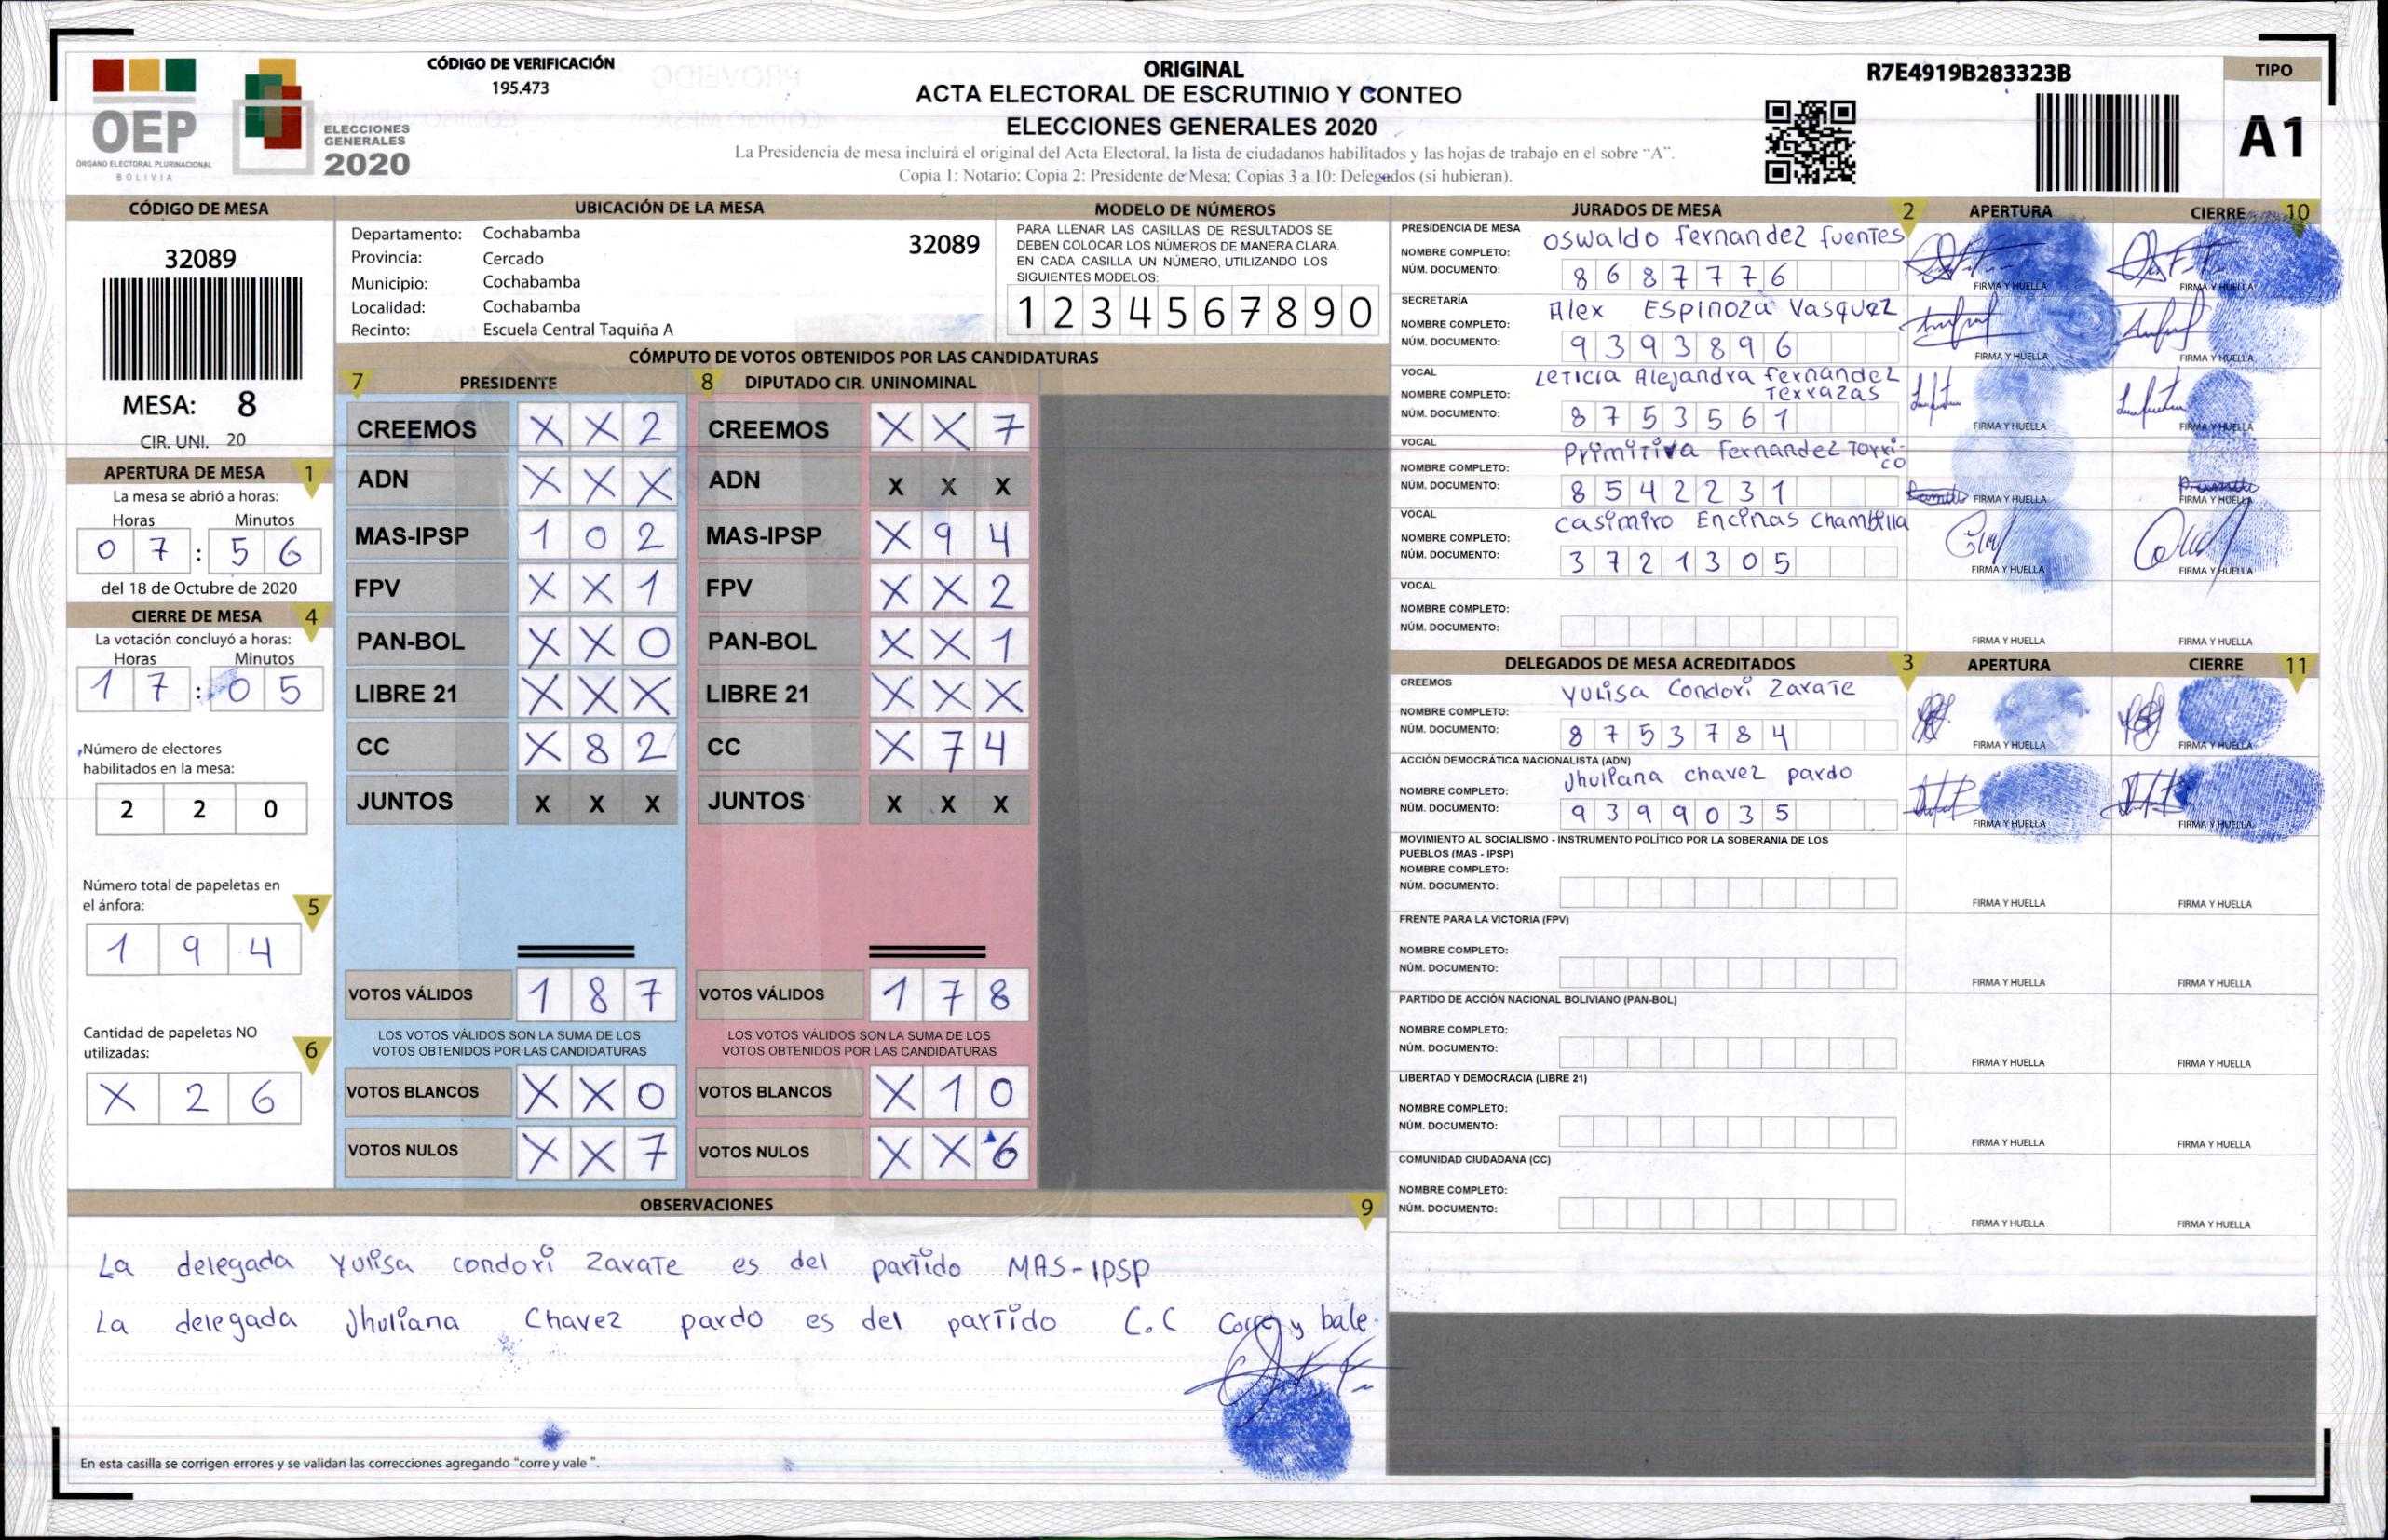 OEP
ÓRGANO ELECTORAL PLURINACIONAL
BOLIVIA
ELECCIONES
GENERALES
2020
CÓDIGO DE VERIFICACIÓN
195.473
ORIGINAL
ACTA ELECTORAL DE ESCRUTINIO Y CONTEO
ELECCIONES GENERALES 2020
La Presidencia de mesa incluirá el original del Acta Electoral, la lista de ciudadanos habilitados y las hojas de trabajo en el sobre “A”.
Copia 1: Notario; Copia 2: Presidente de Mesa; Copias 3 a 10: Delegados (si hubieran).
R7E4919B283323B
TIPO
A1
CÓDIGO DE MESA
32089
MESA: 8
CIR. UNI. 20
APERTURA DE MESA 1
La mesa se abrió a horas:
Horas Minutos
0 7 : 5 6
del 18 de Octubre de 2020
CIERRE DE MESA 4
La votación concluyó a horas:
Horas Minutos
1 7 : 0 5
Número de electores
habilitados en la mesa:
2 2 0
Número total de papeletas en
el ánfora: 5
1 9 4
Cantidad de papeletas NO
utilizadas: 6
X 2 6
UBICACIÓN DE LA MESA
Departamento: Cochabamba 32089
Provincia: Cercado
Municipio: Cochabamba
Localidad: Cochabamba
Recinto: Escuela Central Taquiña A
MODELO DE NÚMEROS
PARA LLENAR LAS CASILLAS DE RESULTADOS SE
DEBEN COLOCAR LOS NÚMEROS DE MANERA CLARA.
EN CADA CASILLA UN NÚMERO, UTILIZANDO LOS
SIGUIENTES MODELOS:
1 2 3 4 5 6 7 8 9 0
CÓMPUTO DE VOTOS OBTENIDOS POR LAS CANDIDATURAS
7 PRESIDENTE 8 DIPUTADO CIR. UNINOMINAL
CREEMOS X X 2 CREEMOS X X 7
ADN X X X ADN X X X
MAS-IPSP 1 0 2 MAS-IPSP X 9 4
FPV X X 1 FPV X X 2
PAN-BOL X X 0 PAN-BOL X X 1
LIBRE 21 X X X LIBRE 21 X X X
CC X 8 2 CC X 7 4
JUNTOS X X X JUNTOS X X X
VOTOS VÁLIDOS 1 8 7 VOTOS VÁLIDOS 1 7 8
LOS VOTOS VÁLIDOS SON LA SUMA DE LOS LOS VOTOS VÁLIDOS SON LA SUMA DE LOS
VOTOS OBTENIDOS POR LAS CANDIDATURAS VOTOS OBTENIDOS POR LAS CANDIDATURAS
VOTOS BLANCOS X X 0 VOTOS BLANCOS X 1 0
VOTOS NULOS X X 7 VOTOS NULOS X X 6
JURADOS DE MESA 2 APERTURA CIERRE 10
PRESIDENCIA DE MESA
NOMBRE COMPLETO: Oswaldo fernandez fuentes
NÚM. DOCUMENTO: 8 6 8 7 7 7 6 FIRMA Y HUELLA FIRMA Y HUELLA
SECRETARÍA
NOMBRE COMPLETO: Alex Espinoza Vasquez
NÚM. DOCUMENTO: 9 3 9 3 8 9 6 FIRMA Y HUELLA FIRMA Y HUELLA
VOCAL
NOMBRE COMPLETO: Leticia Alejandra fernandez
Terrazas
NÚM. DOCUMENTO: 8 7 5 3 5 6 1 FIRMA Y HUELLA FIRMA Y HUELLA
VOCAL
NOMBRE COMPLETO: Primitiva fernandez Torri-
co
NÚM. DOCUMENTO: 8 5 4 2 2 3 1 FIRMA Y HUELLA FIRMA Y HUELLA
VOCAL
NOMBRE COMPLETO: Casimiro Encinas Chambilla
NÚM. DOCUMENTO: 3 7 2 1 3 0 5 FIRMA Y HUELLA FIRMA Y HUELLA
VOCAL
NOMBRE COMPLETO:
NÚM. DOCUMENTO: FIRMA Y HUELLA FIRMA Y HUELLA
DELEGADOS DE MESA ACREDITADOS 3 APERTURA CIERRE 11
CREEMOS
NOMBRE COMPLETO: Yulisa Condori Zarate
NÚM. DOCUMENTO: 8 7 5 3 7 8 4 FIRMA Y HUELLA FIRMA Y HUELLA
ACCIÓN DEMOCRÁTICA NACIONALISTA (ADN)
NOMBRE COMPLETO: Jhuliana chavez pardo
NÚM. DOCUMENTO: 9 3 9 9 0 3 5 FIRMA Y HUELLA FIRMA Y HUELLA
MOVIMIENTO AL SOCIALISMO - INSTRUMENTO POLÍTICO POR LA SOBERANIA DE LOS
PUEBLOS (MAS - IPSP)
NOMBRE COMPLETO:
NÚM. DOCUMENTO: FIRMA Y HUELLA FIRMA Y HUELLA
FRENTE PARA LA VICTORIA (FPV)
NOMBRE COMPLETO:
NÚM. DOCUMENTO: FIRMA Y HUELLA FIRMA Y HUELLA
PARTIDO DE ACCIÓN NACIONAL BOLIVIANO (PAN-BOL)
NOMBRE COMPLETO:
NÚM. DOCUMENTO: FIRMA Y HUELLA FIRMA Y HUELLA
LIBERTAD Y DEMOCRACIA (LIBRE 21)
NOMBRE COMPLETO:
NÚM. DOCUMENTO: FIRMA Y HUELLA FIRMA Y HUELLA
COMUNIDAD CIUDADANA (CC)
NOMBRE COMPLETO:
NÚM. DOCUMENTO: FIRMA Y HUELLA FIRMA Y HUELLA
OBSERVACIONES 9
La delegada Yulisa condori Zarate es del partido MAS-IPSP
La delegada Jhuliana Chavez pardo es del partido C.C Corre y bale.
En esta casilla se corrigen errores y se validan las correcciones agregando "corre y vale ".